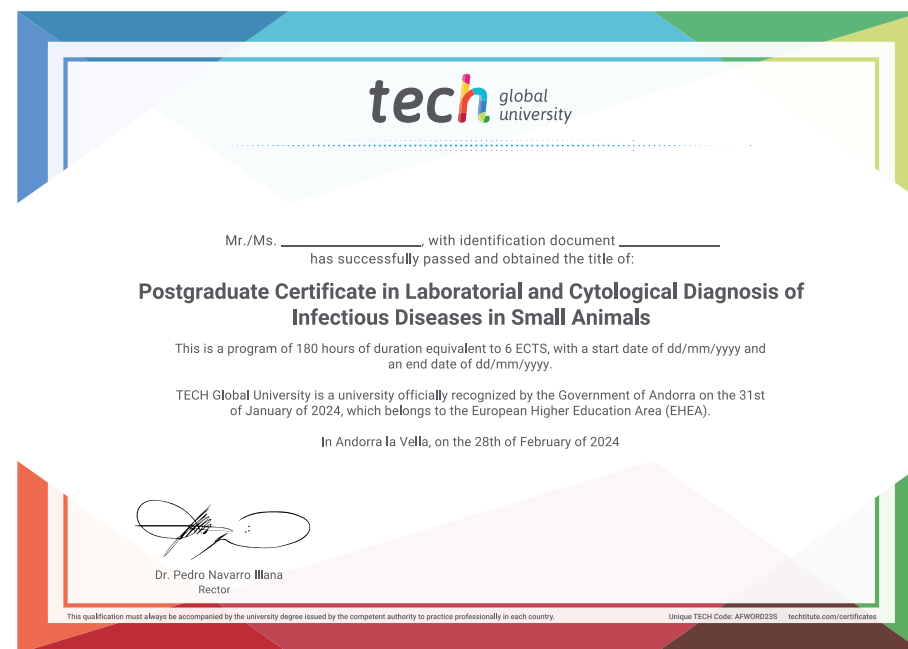 tech global university
Mr./Ms. ____________, with identification document ____________
has successfully passed and obtained the title of:
Postgraduate Certificate in Laboratorial and Cytological Diagnosis of
Infectious Diseases in Small Animals
This is a program of 180 hours of duration equivalent to 6 ECTS, with a start date of dd/mm/yyyy and
an end date of dd/mm/yyyy.
TECH Global University is a university officially recognized by the Government of Andorra on the 31st
of January of 2024, which belongs to the European Higher Education Area (EHEA).
In Andorra la Vella, on the 28th of February of 2024
Dr. Pedro Navarro Illana
Rector
This qualification must always be accompanied by the university degree issued by the competent authority to practice professionally in each country.
Unique TECH Code: AFWORD23S techtitute.com/certificates